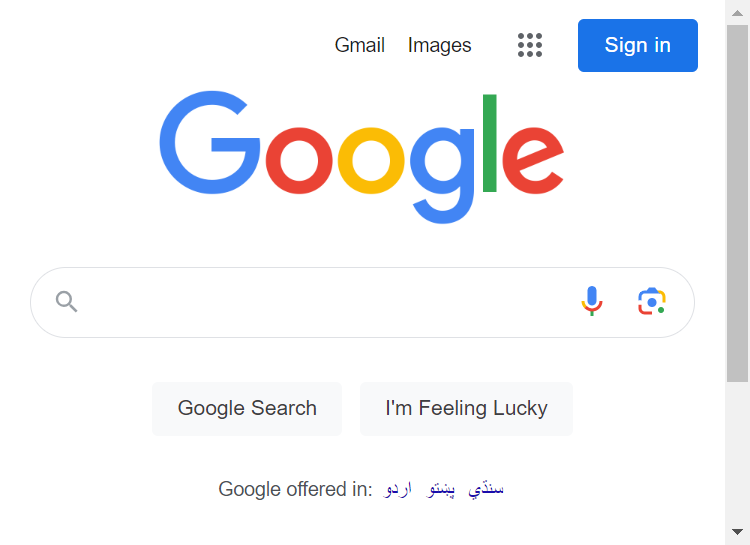 Gmail Images Sign in
Google
Google Search I'm Feeling Lucky
Google offered in: اردو پښتو سنڌي